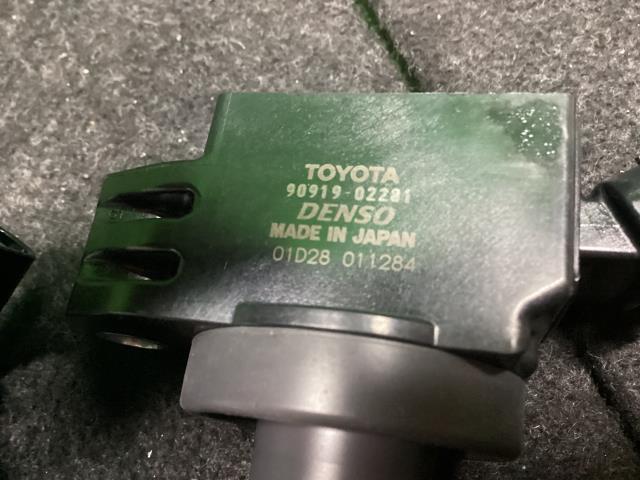 TOYOTA
90919-02281
DENSO
MADE IN JAPAN
01D28 011284